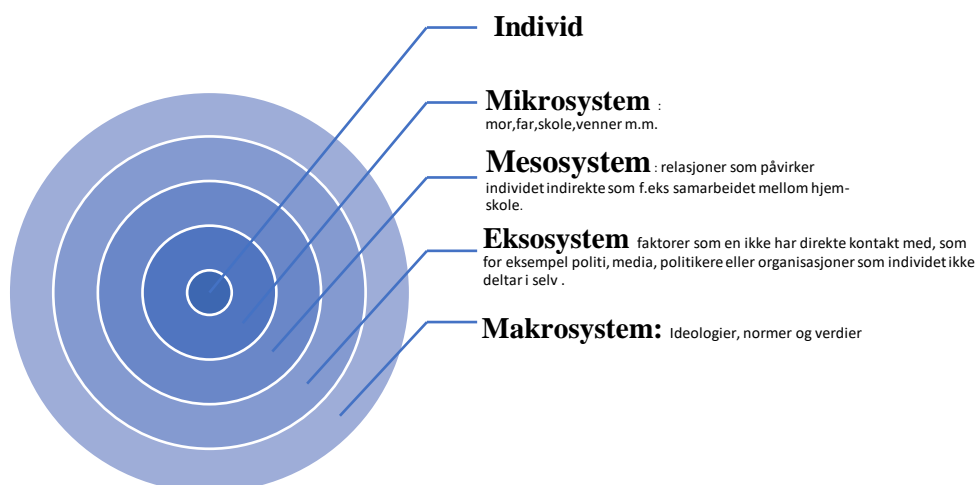 Individ
Mikrosystem :
mor,far,skole,venner m.m.
Mesosystem : relasjoner som påvirker
individet indirekte som f.eks samarbeidet mellom hjem-
skole.
Eksosystem faktorer som en ikke har direkte kontakt med, som
for eksempel politi, media, politikere eller organisasjoner som individet ikke
deltar i selv .
Makrosystem: Ideologier, normer og verdier